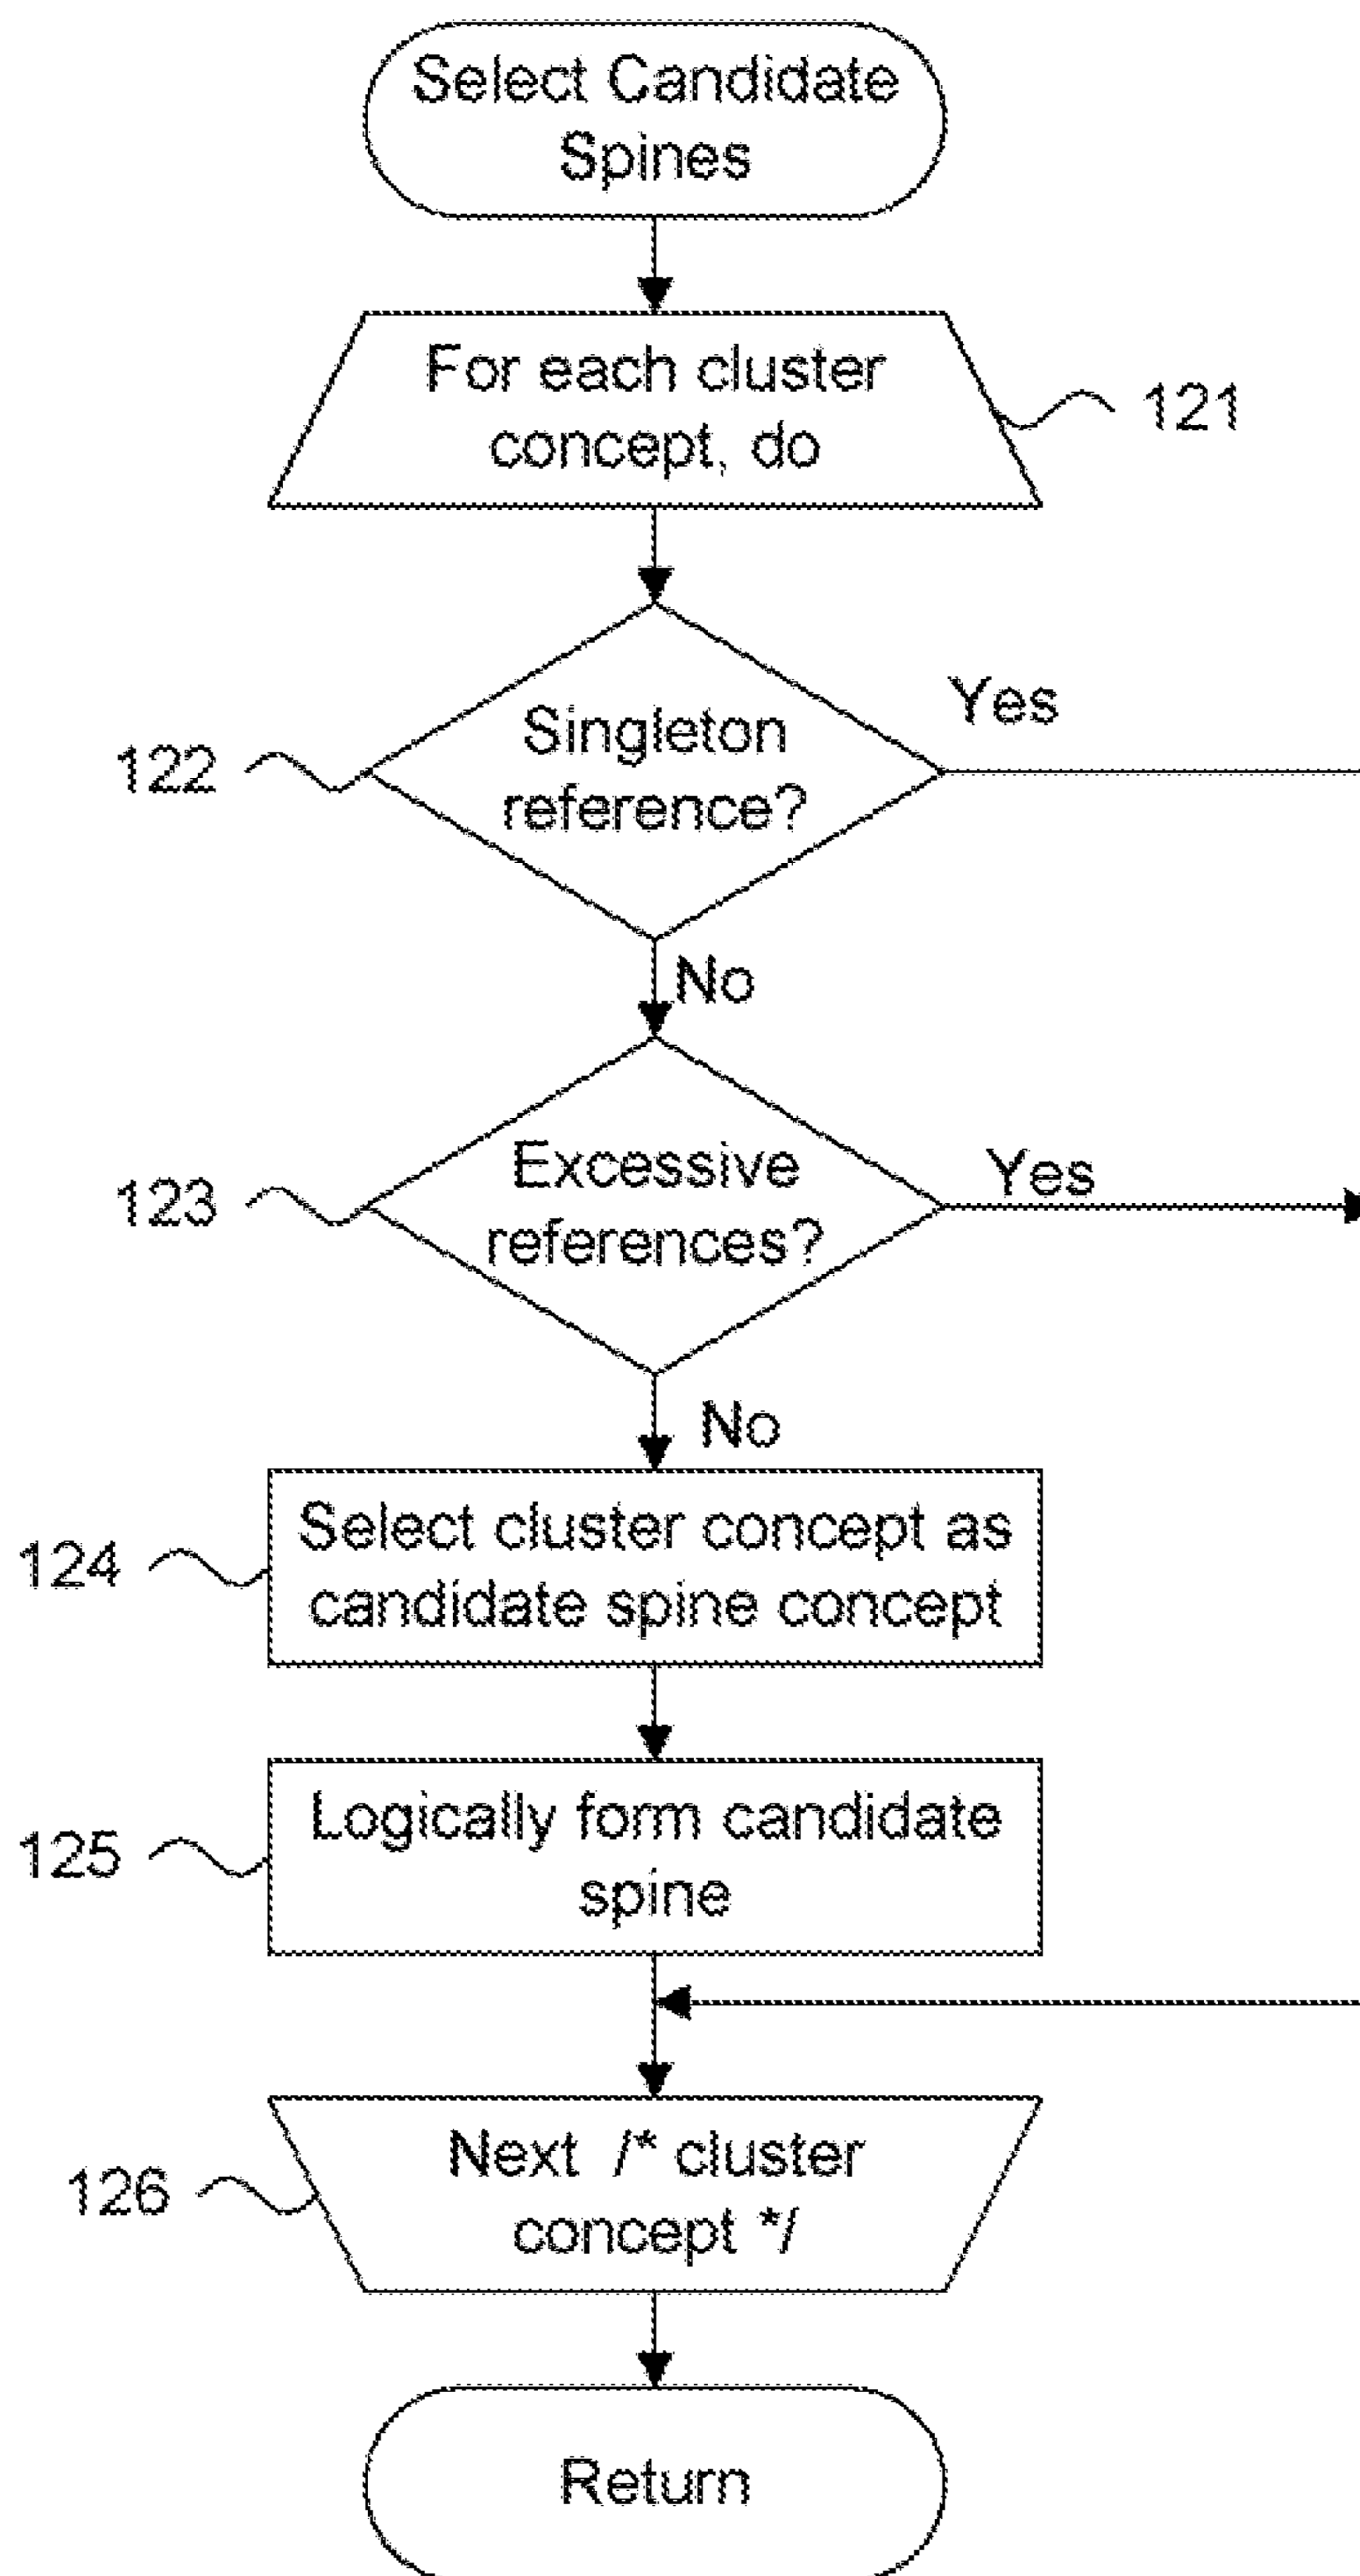 Select Candidate
Spines
For each cluster
concept, do
121
Singleton
reference?
Yes
122
No
Excessive
references?
Yes
123
No
Select cluster concept as
candidate spine concept
124
Logically form candidate
spine
125
Next /* cluster
concept */
126
Return